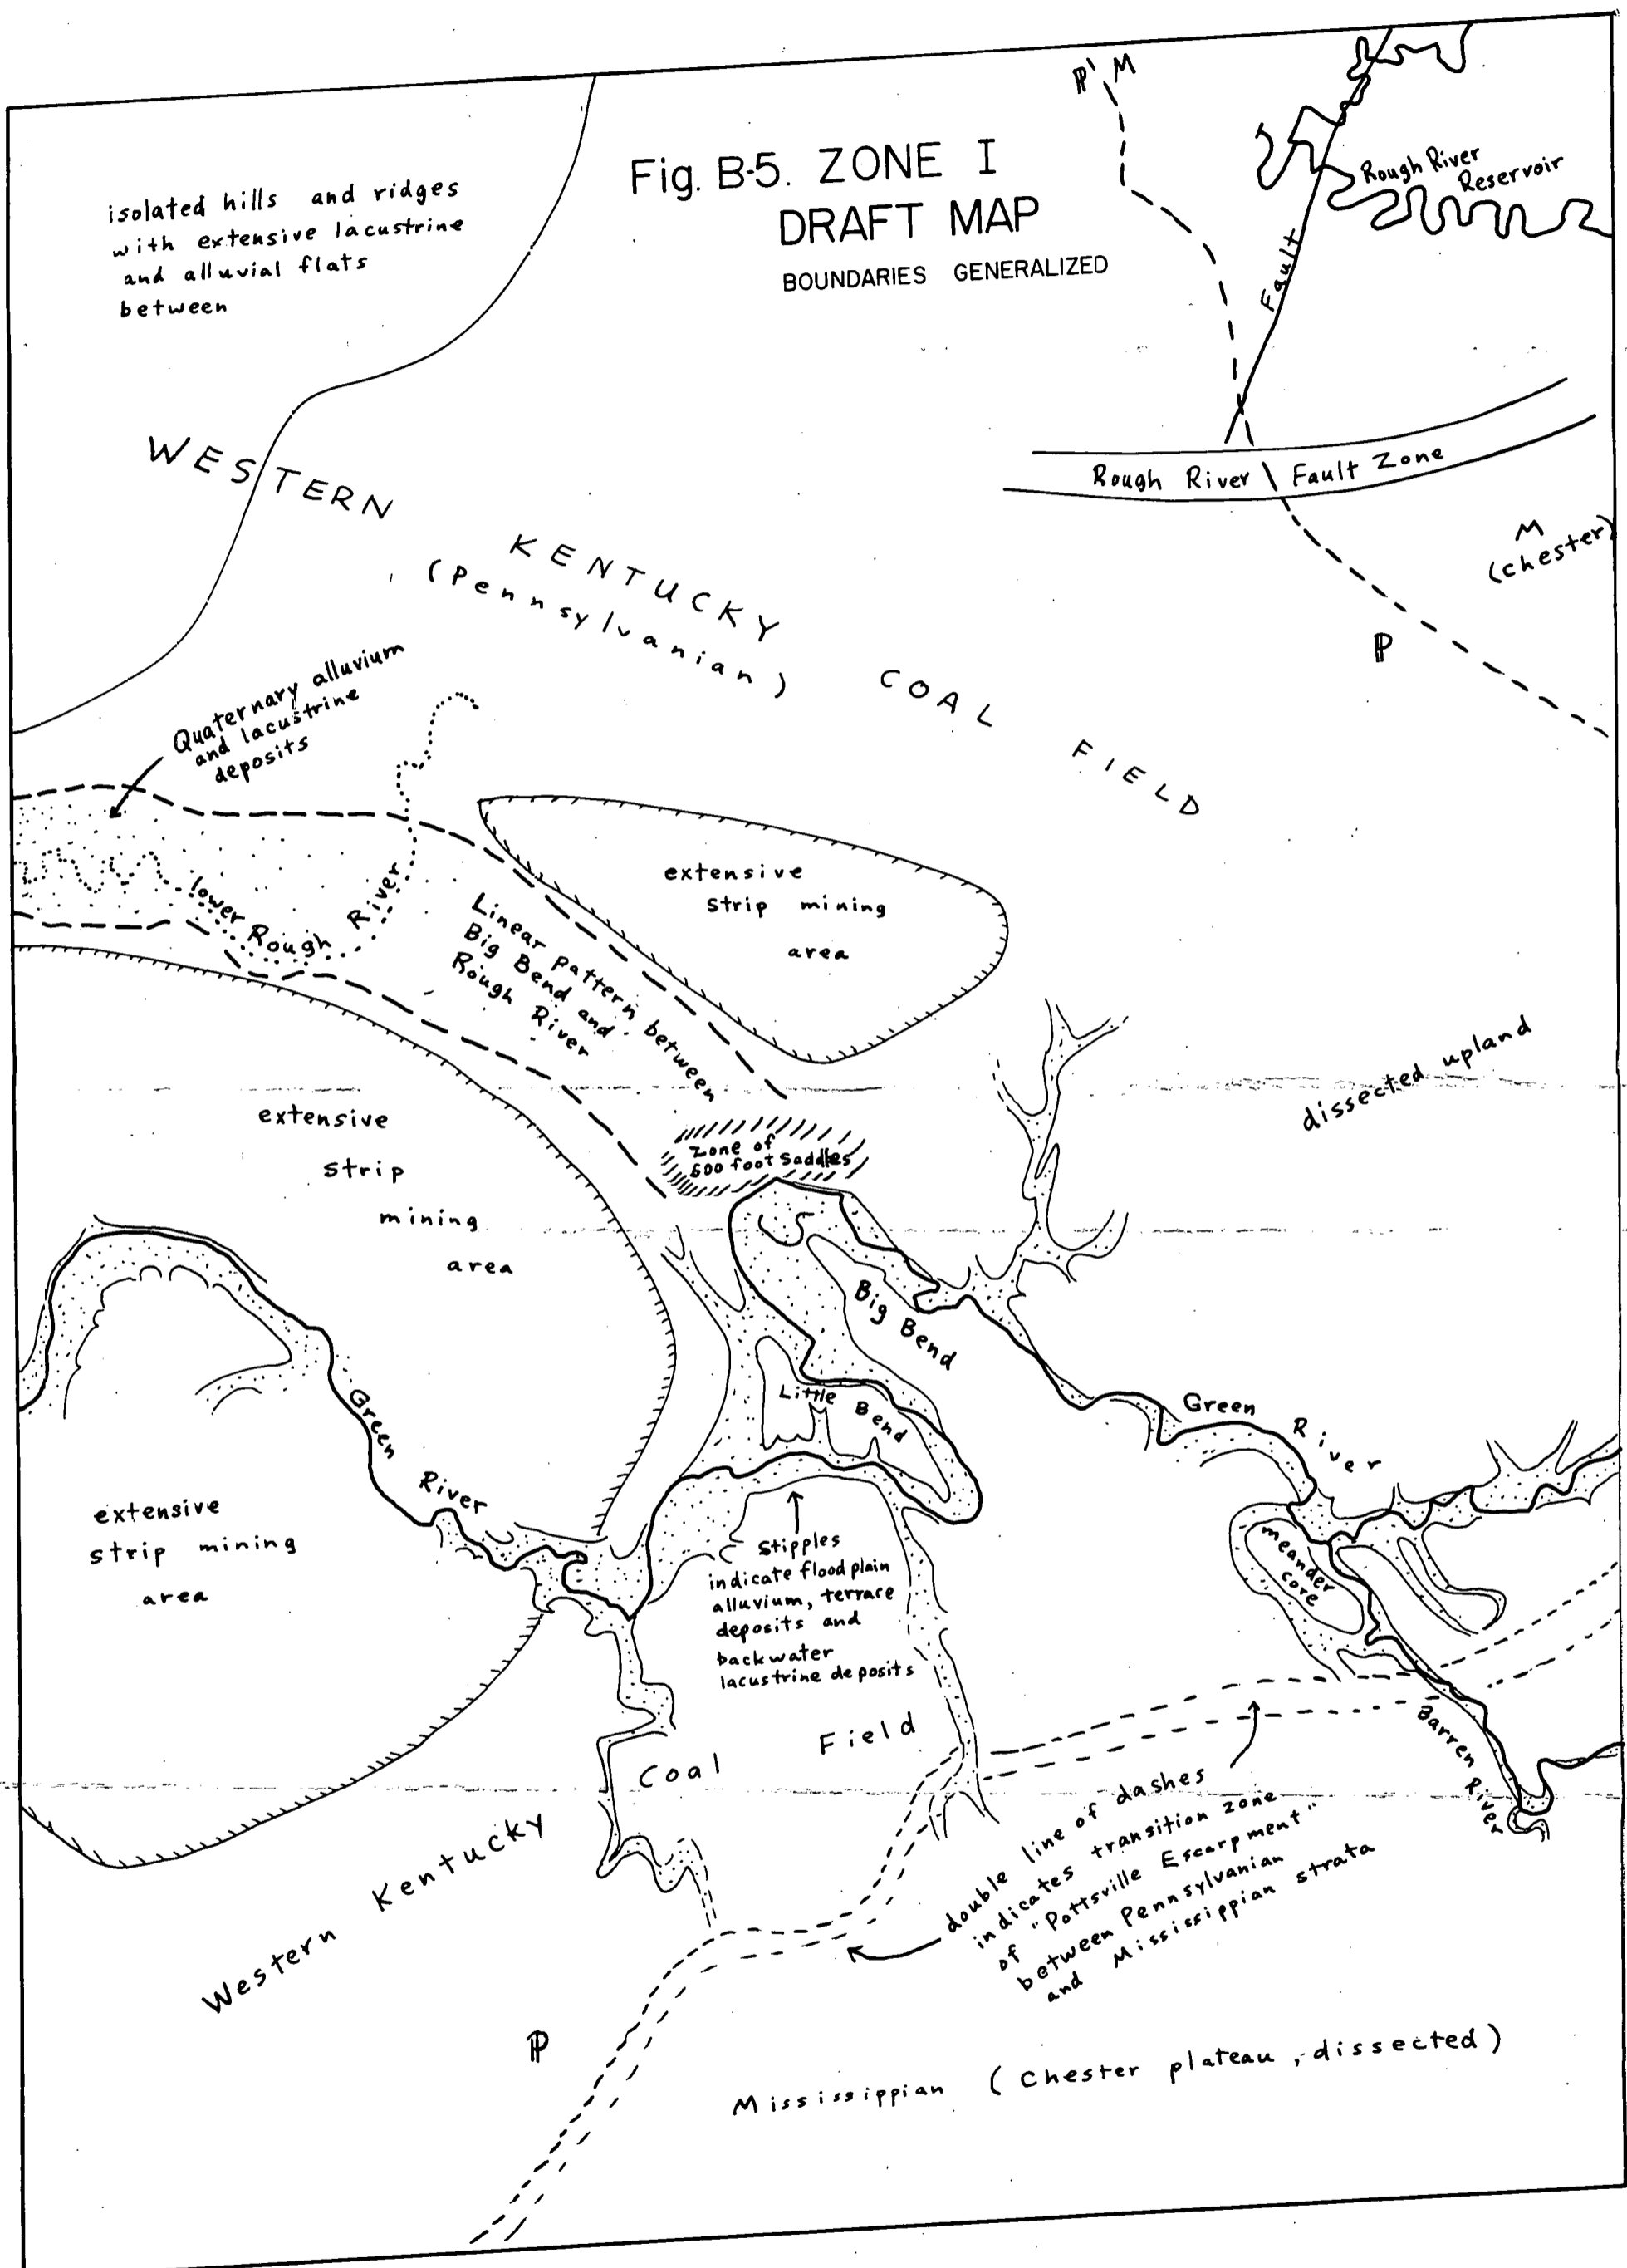 Fig. B-5. ZONE I
DRAFT MAP
BOUNDARIES GENERALIZED
isolated hills and ridges
with extensive lacustrine
and alluvial flats
between
ℙ' M
Rough River
Reservoir
Fault
Rough River Fault Zone
M
(Chester)
ℙ
WESTERN
KENTUCKY
(Pennsylvanian)
COAL
FIELD
Quaternary alluvium
and lacustrine
deposits
lower Rough River
Linear pattern between
Big Bend and
Rough River
extensive
strip mining
area
dissected upland
Zone of
600 foot Saddles
extensive
strip
mining
area
Big Bend
Little Bend
Green River
Green River
extensive
strip mining
area
Stipples
indicate flood plain
alluvium, terrace
deposits and
backwater
lacustrine deposits
meander
core
Barren River
Western Kentucky Coal Field
double line of dashes
indicates transition zone
of "Pottsville Escarpment"
between Pennsylvanian
and Mississippian strata
ℙ
Mississippian (Chester plateau, dissected)